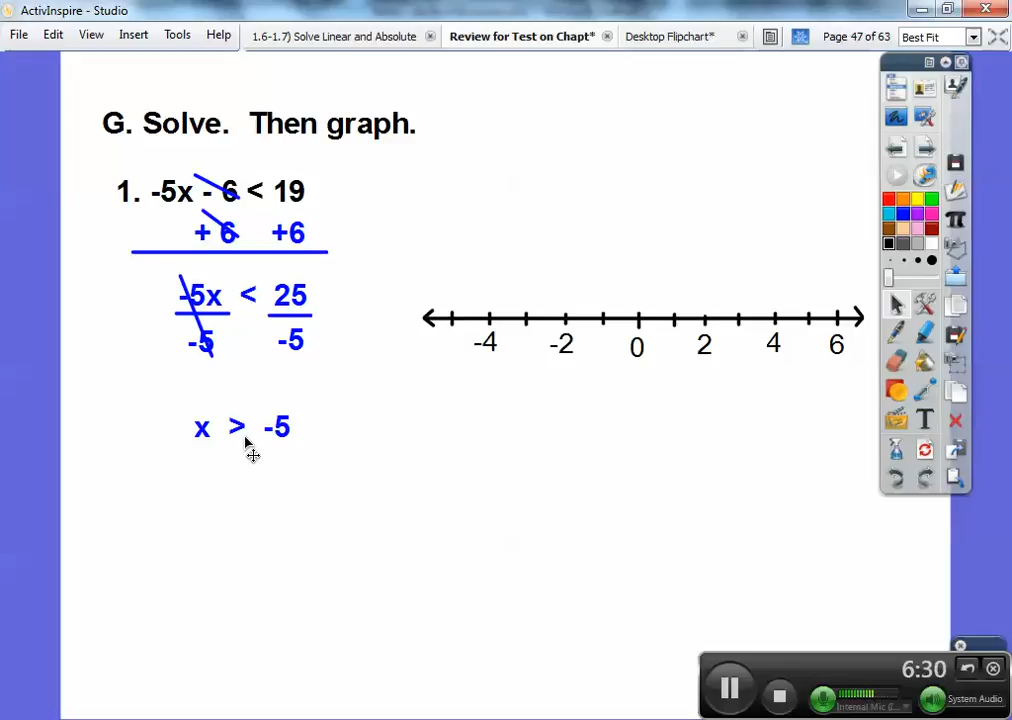 ActivInspire - Studio
File Edit View Insert Tools Help
1.6-1.7) Solve Linear and Absolute
Review for Test on Chapt*
Desktop Flipchart*
Page 47 of 63
Best Fit
G. Solve. Then graph.
1. -5x - 6 < 19
+ 6 +6
-5x < 25
-5 -5
x > -5
-4 -2 0 2 4 6
6:30
Internal Mic (
System Audio